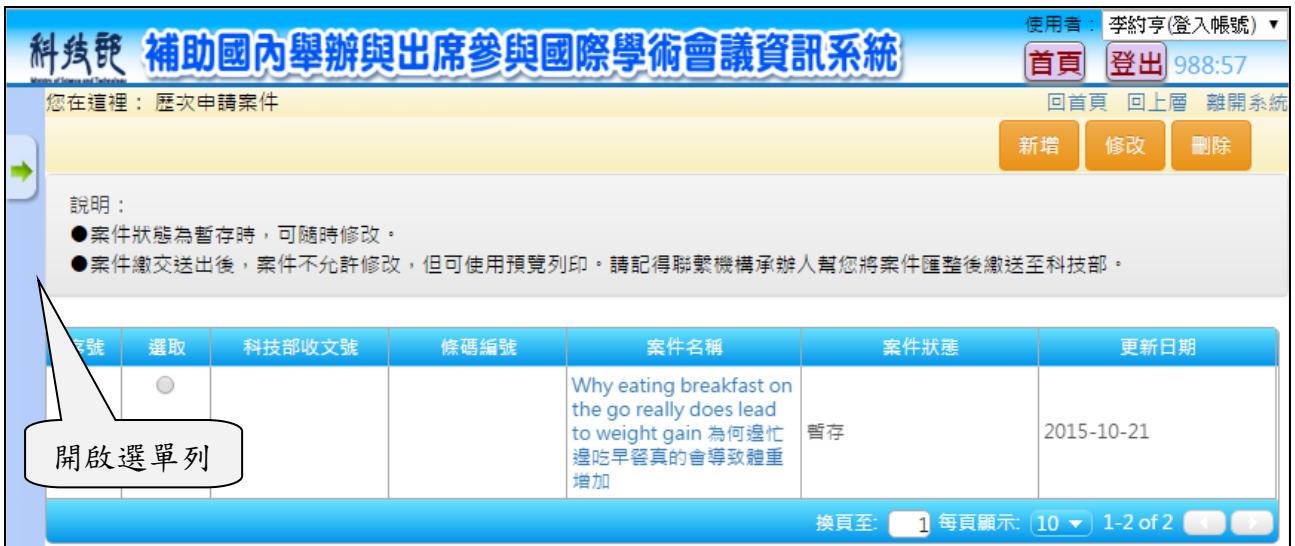 使用者： 李約亨(登入帳號)
科技部 補助國內舉辦與出席參與國際學術會議資訊系統
首頁 登出 988:57
您在這裡： 歷次申請案件
回首頁 回上層 離開系統
新增 修改 刪除
說明：
●案件狀態為暫存時，可隨時修改。
●案件繳交送出後，案件不允許修改，但可使用預覽列印。請記得聯繫機構承辦人幫您將案件匯整後繳送至科技部。
號 選取 科技部收文號 條碼編號 案件名稱 案件狀態 更新日期
Why eating breakfast on
the go really does lead
to weight gain 為何邊忙
邊吃早餐真的會導致體重
增加
暫存
2015-10-21
開啟選單列
換頁至: 1 每頁顯示: 10 1-2 of 2